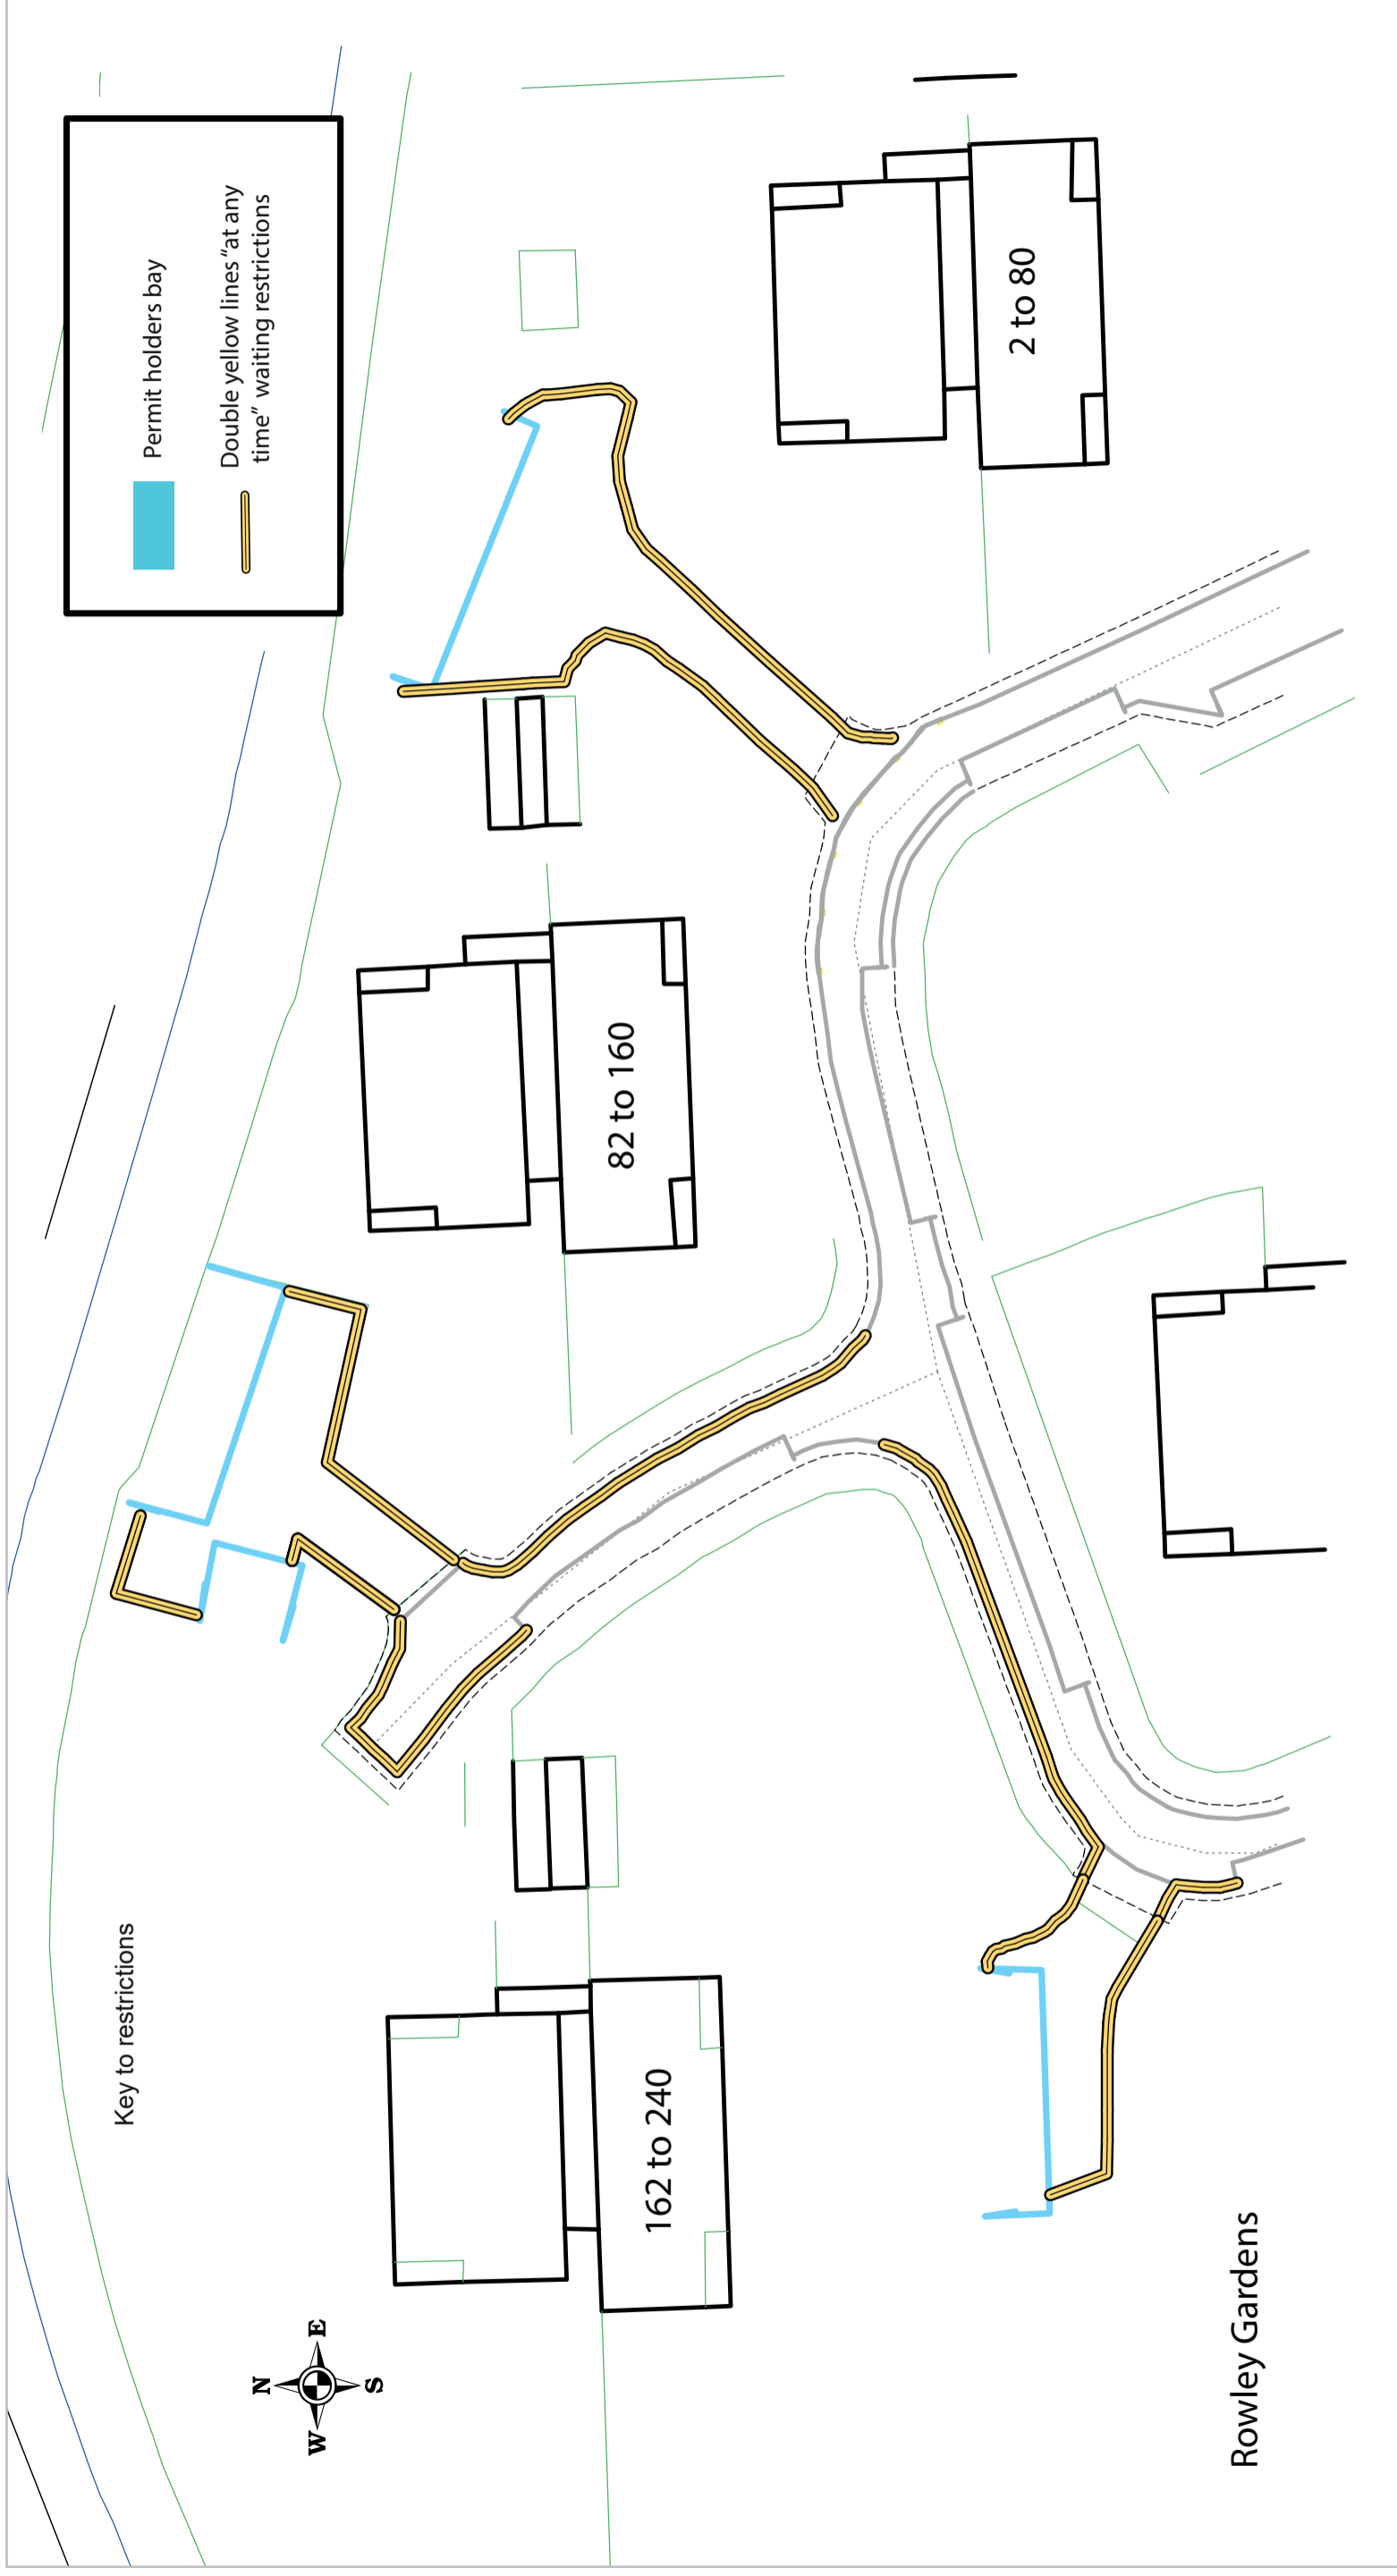 Key to restrictions
Permit holders bay
Double yellow lines “at any
time” waiting restrictions
N
W
E
S
162 to 240
82 to 160
2 to 80
Rowley Gardens